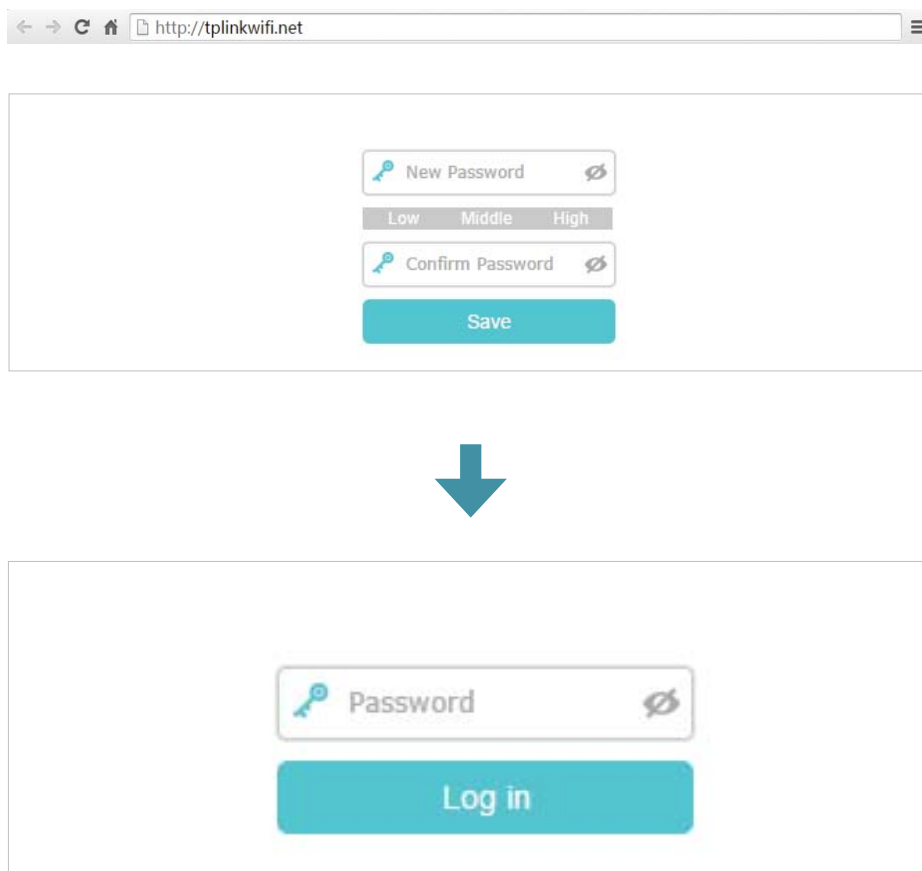 http://tplinkwifi.net
New Password
Low Middle High
Confirm Password
Save
Password
Log in